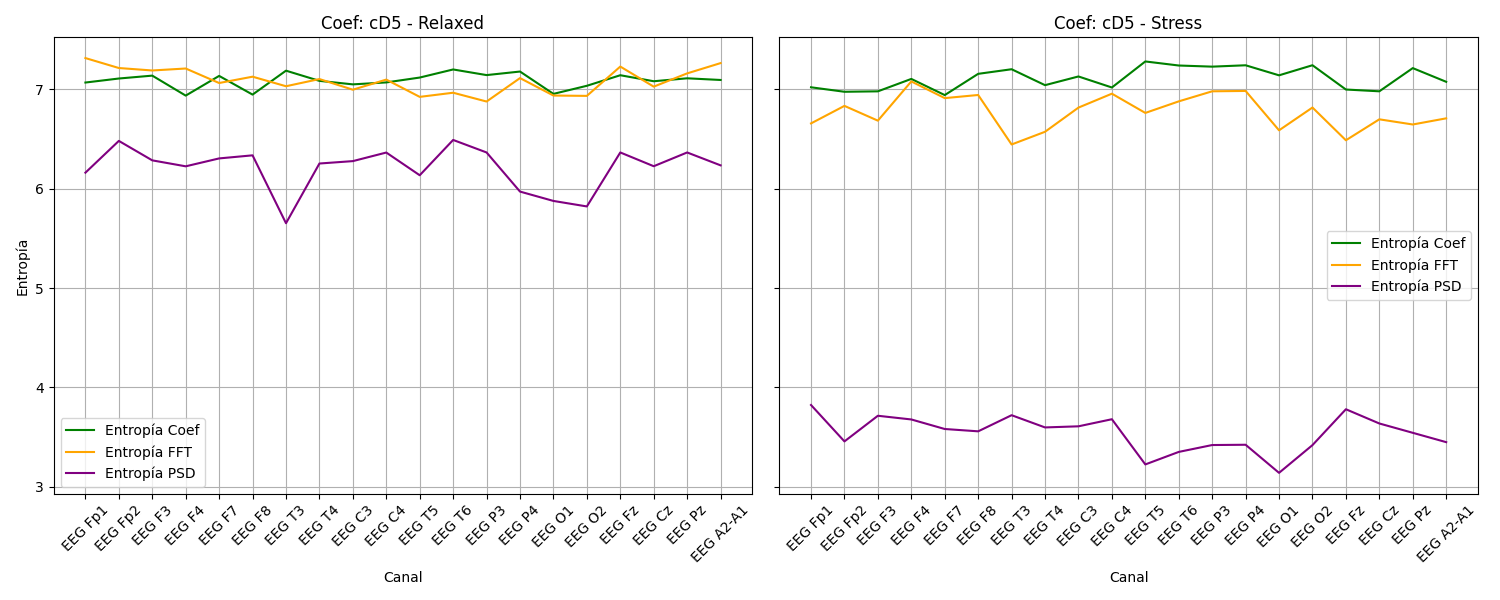 Coef: cD5 - Relaxed
Entropía
7
6
5
4
3
Entropía Coef
Entropía FFT
Entropía PSD
EEG Fp1
EEG Fp2
EEG F3
EEG F4
EEG F7
EEG F8
EEG T3
EEG T4
EEG C3
EEG C4
EEG T5
EEG T6
EEG P3
EEG P4
EEG O1
EEG O2
EEG Fz
EEG Cz
EEG Pz
EEG A2-A1
Canal
Coef: cD5 - Stress
Entropía Coef
Entropía FFT
Entropía PSD
EEG Fp1
EEG Fp2
EEG F3
EEG F4
EEG F7
EEG F8
EEG T3
EEG T4
EEG C3
EEG C4
EEG T5
EEG T6
EEG P3
EEG P4
EEG O1
EEG O2
EEG Fz
EEG Cz
EEG Pz
EEG A2-A1
Canal